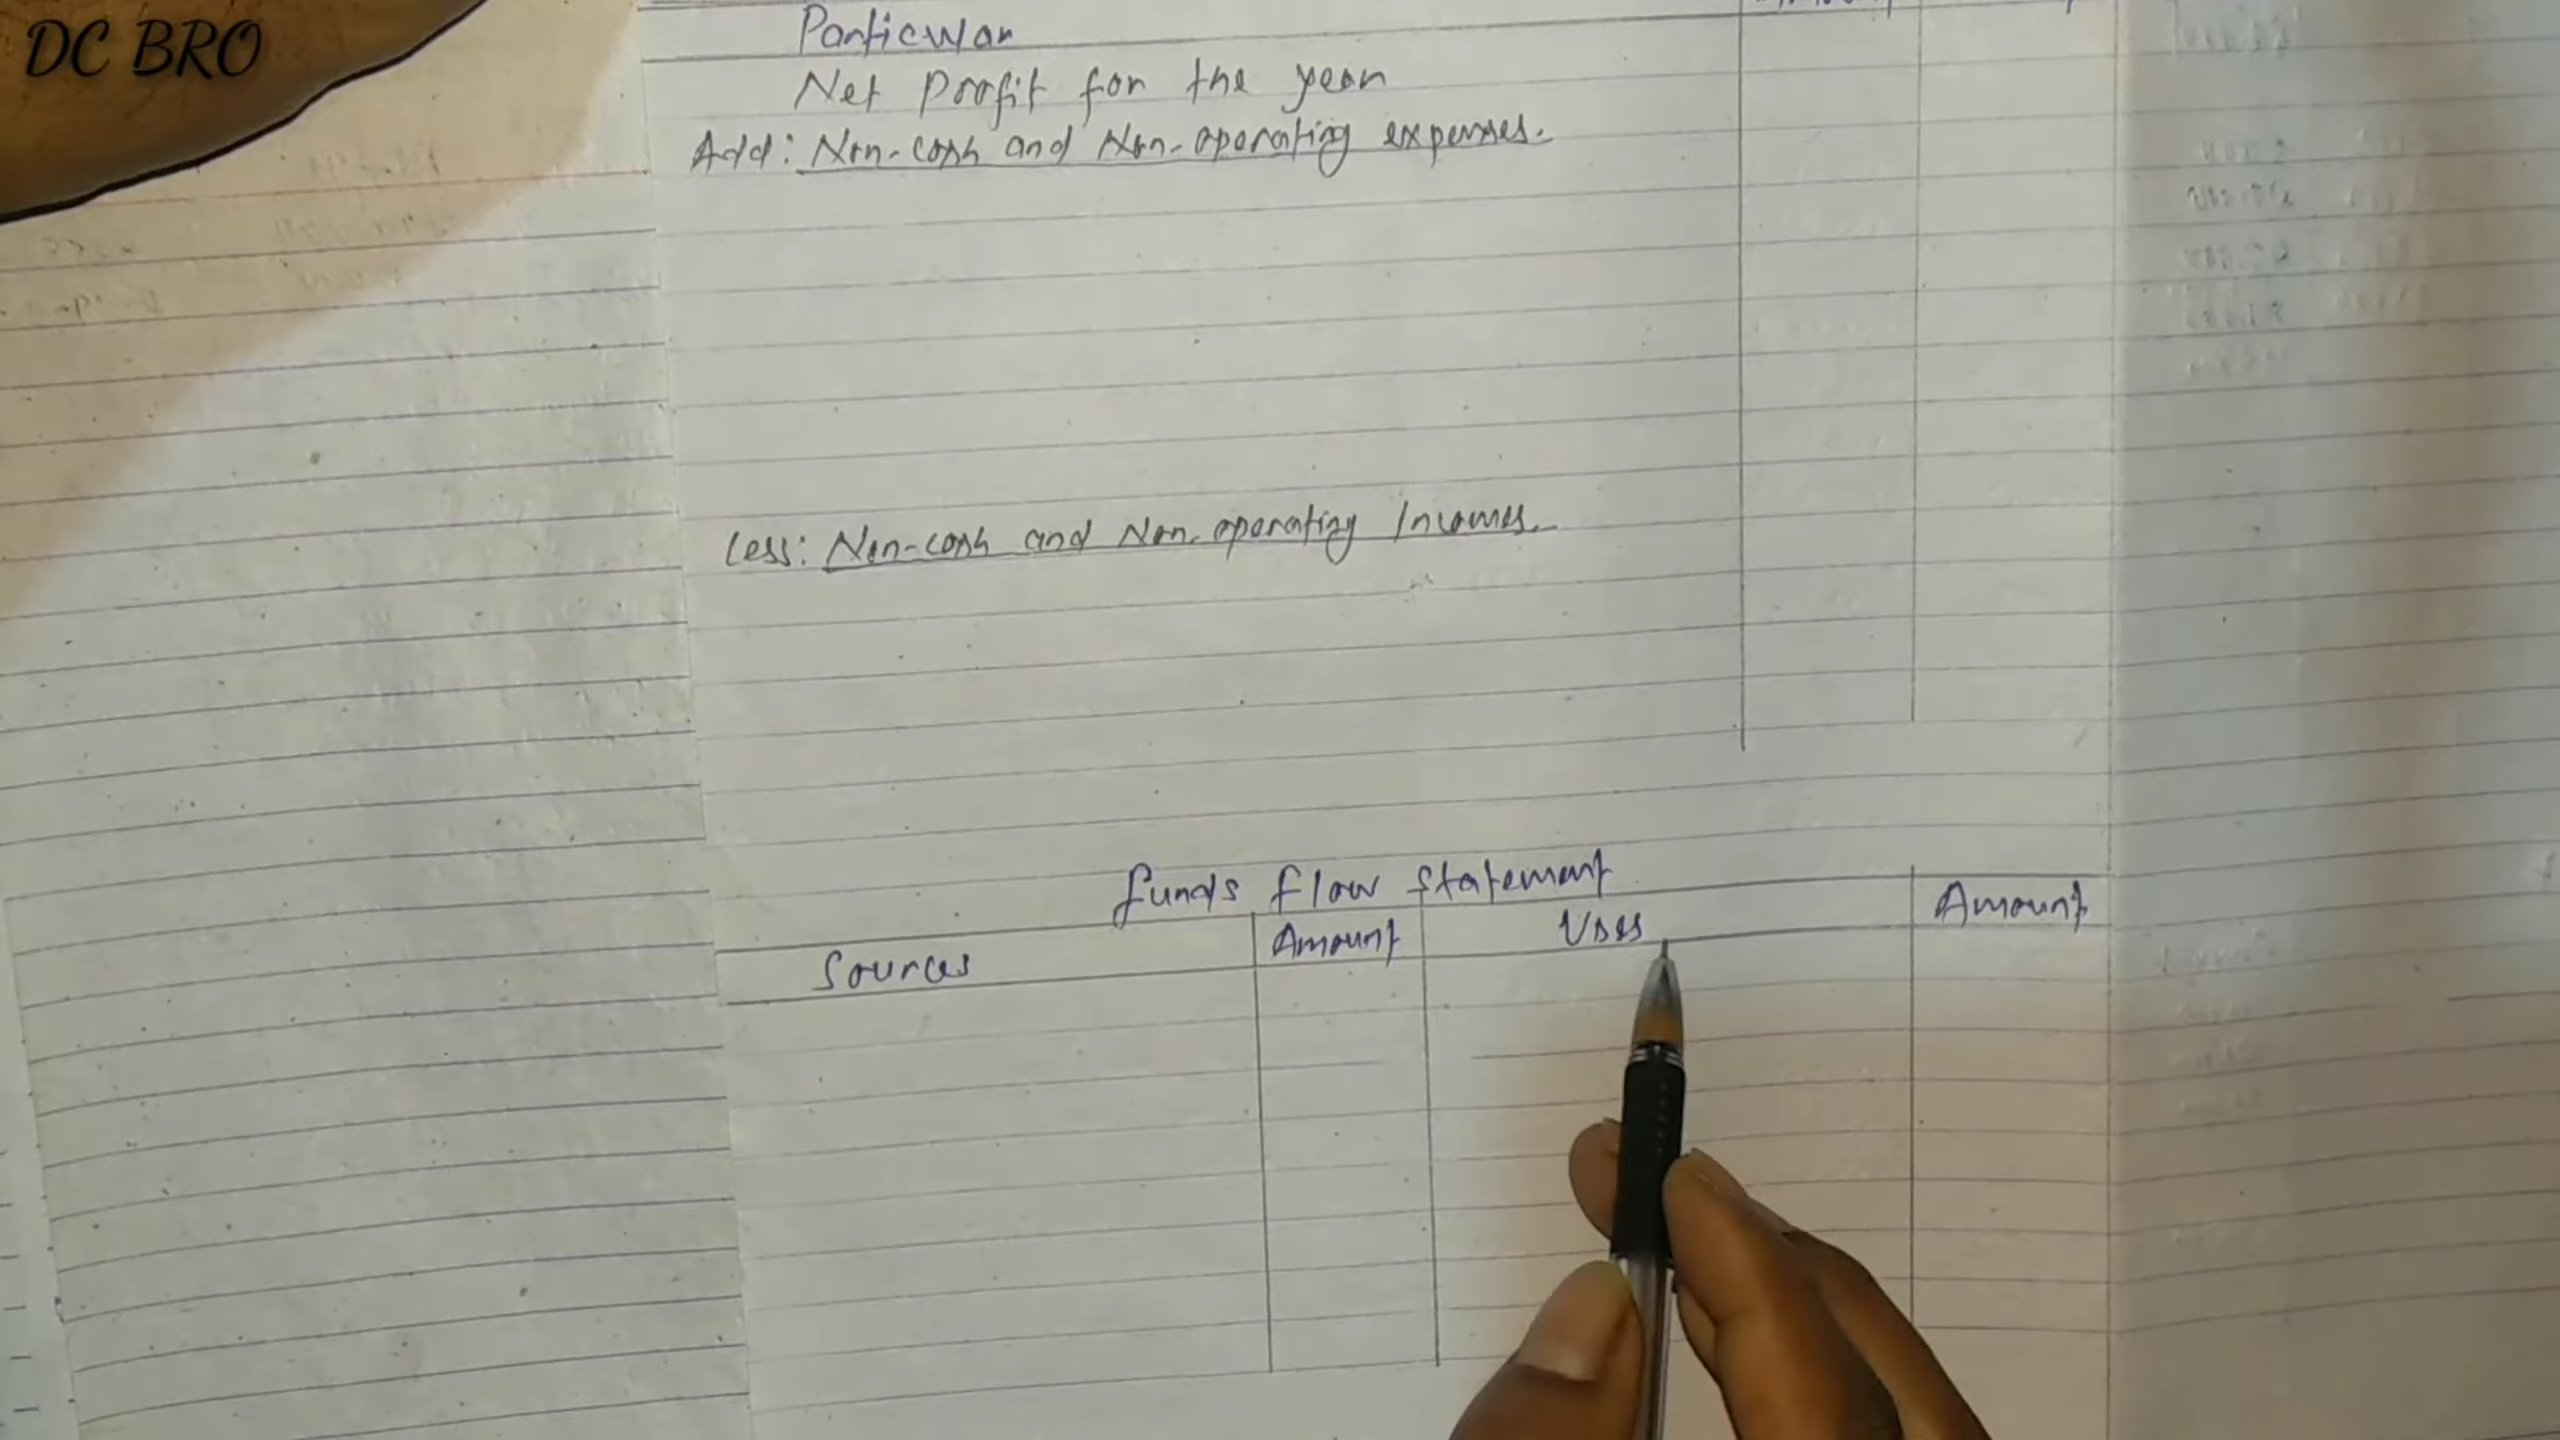 DC BRO
Particular
Net Profit for the year
Add: Non-cash and Non-operating expenses.
Less: Non-cash and Non-operating Incomes.
funds flow statement
Sources Amount Uses Amount